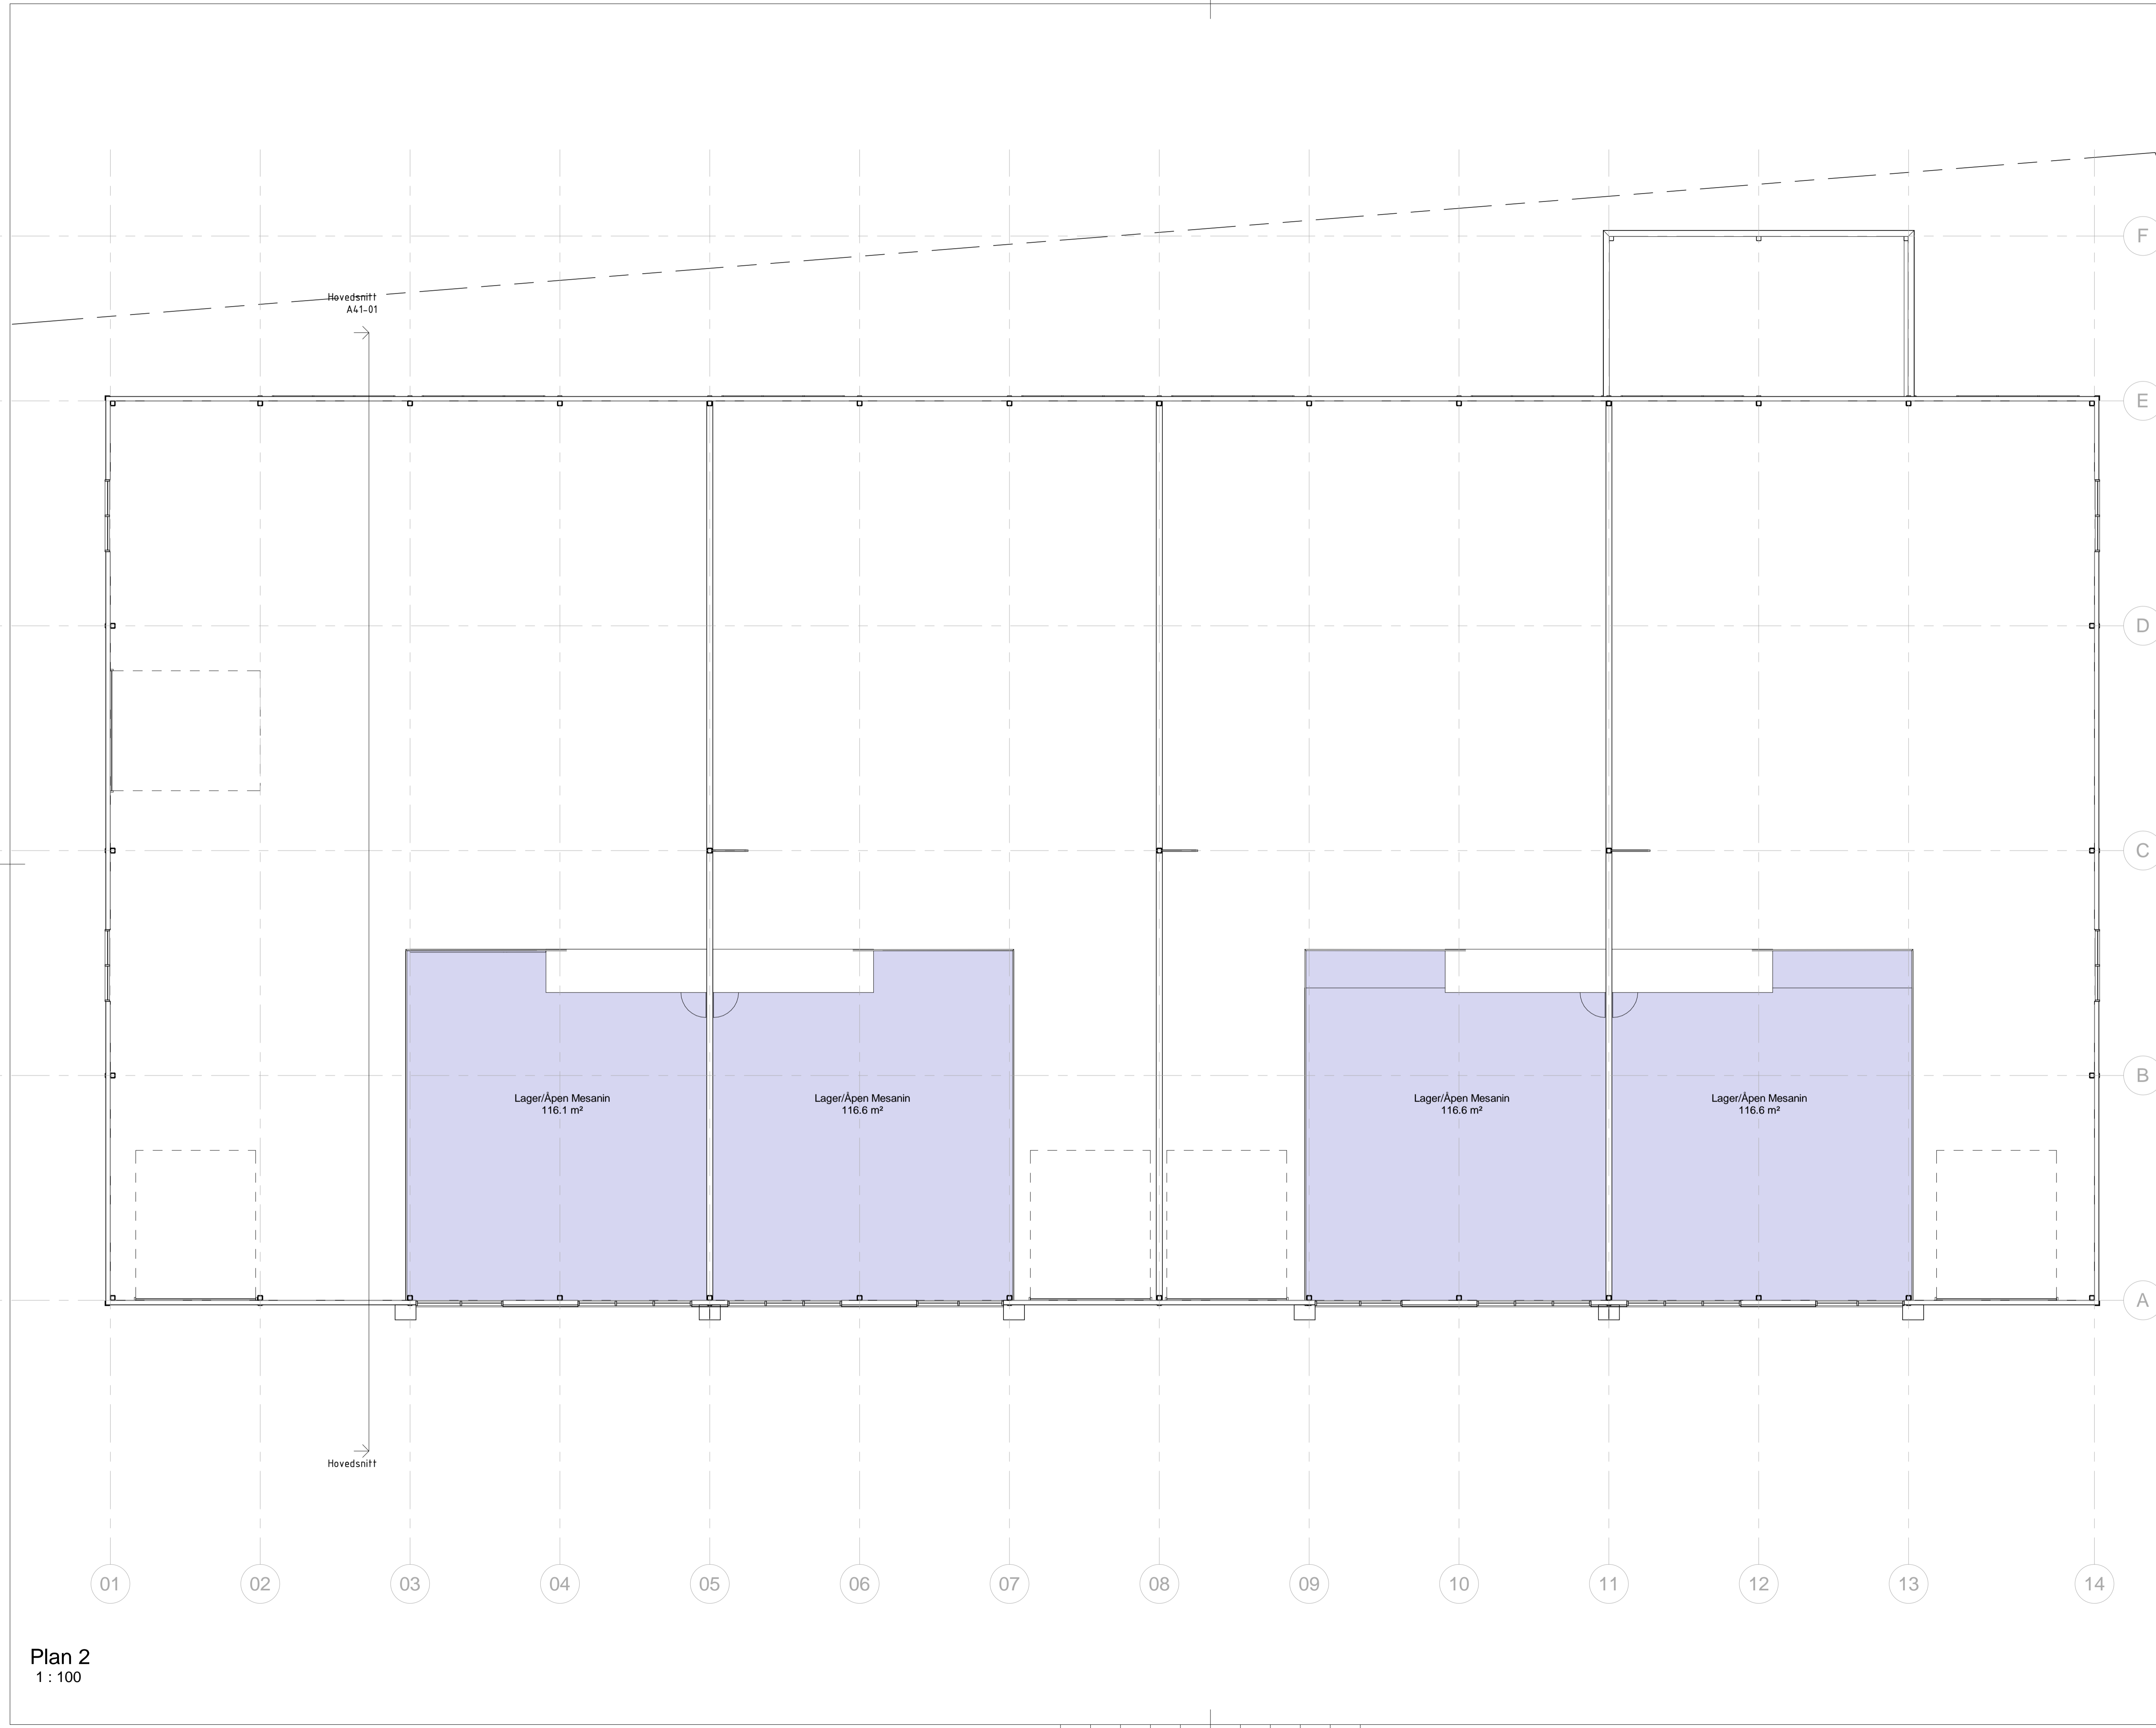 F
Hovedsnitt
A41-01
E
D
C
B
Lager/Åpen Mesanin
116.1 m²
Lager/Åpen Mesanin
116.6 m²
Lager/Åpen Mesanin
116.6 m²
Lager/Åpen Mesanin
116.6 m²
A
Hovedsnitt
01 02 03 04 05 06 07 08 09 10 11 12 13 14
Plan 2
1 : 100